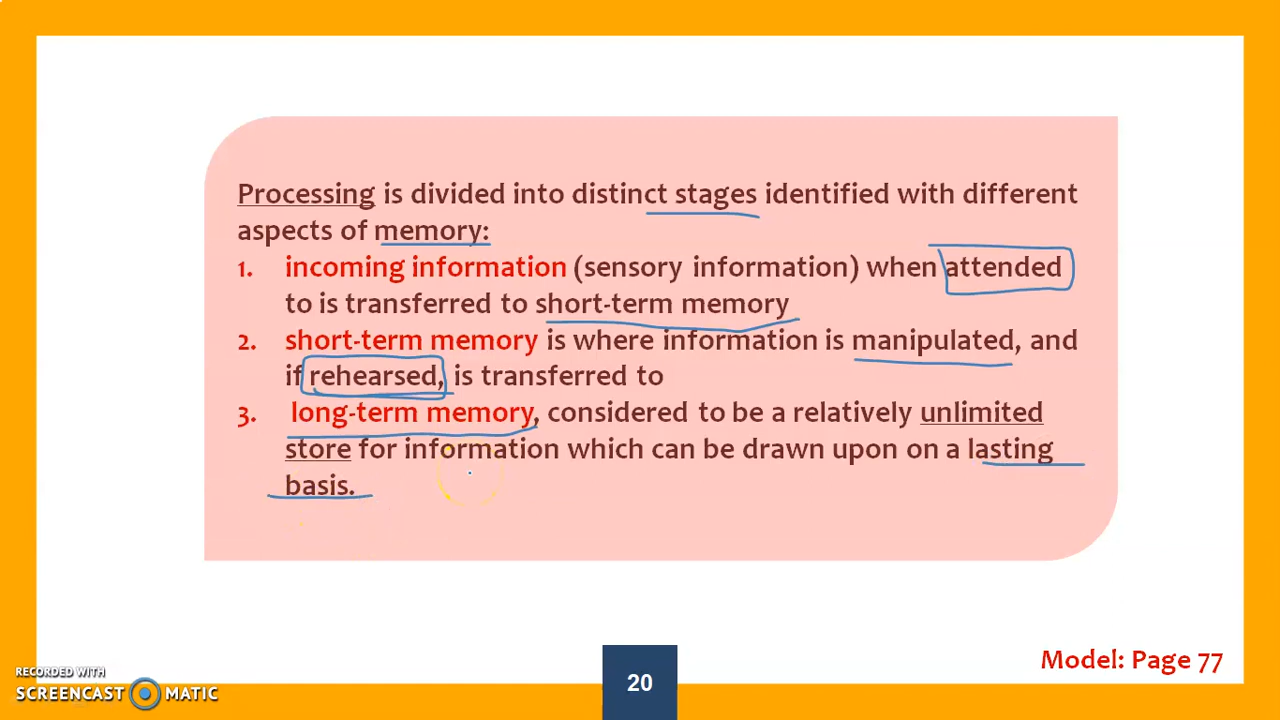 Processing is divided into distinct stages identified with different
aspects of memory:
1. incoming information (sensory information) when attended
to is transferred to short-term memory
2. short-term memory is where information is manipulated, and
if rehearsed, is transferred to
3. long-term memory, considered to be a relatively unlimited
store for information which can be drawn upon on a lasting
basis.
Model: Page 77
20
RECORDED WITH
SCREENCAST MATIC